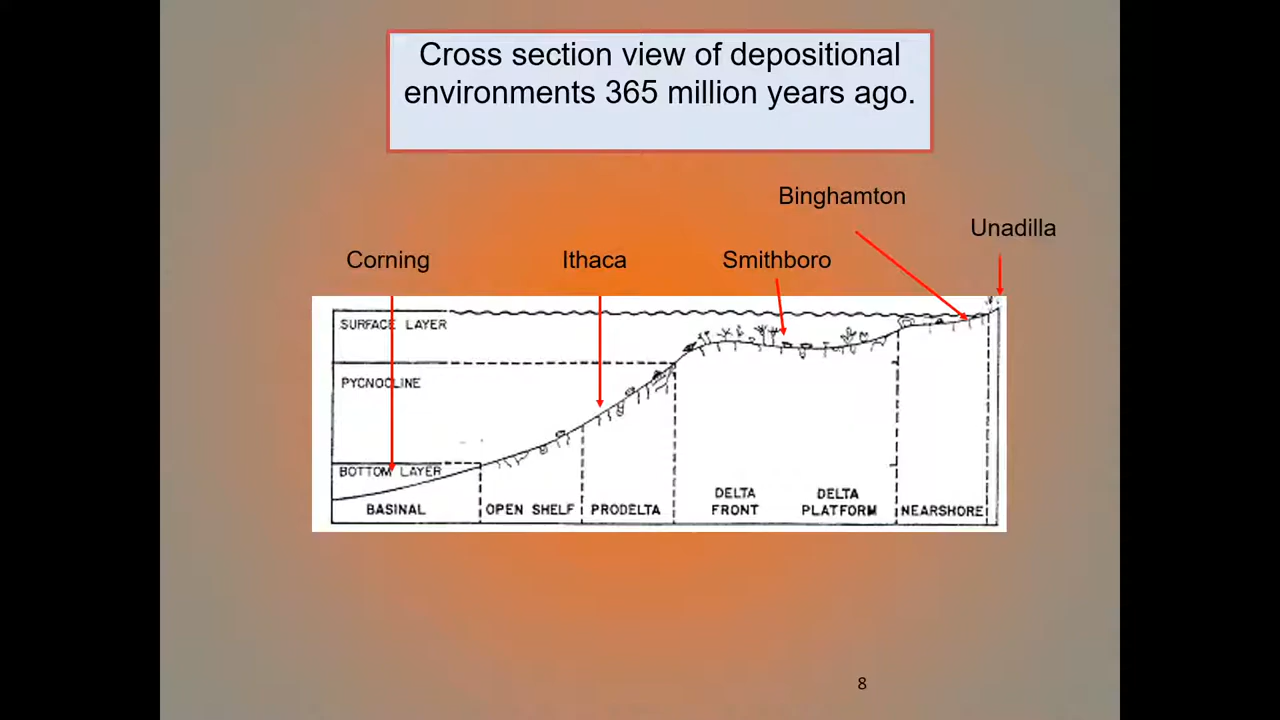 Cross section view of depositional
environments 365 million years ago.
Binghamton
Unadilla
Corning
Ithaca
Smithboro
SURFACE LAYER
PYCNOCLINE
BOTTOM LAYER
BASINAL
OPEN SHELF
PRODELTA
DELTA
FRONT
DELTA
PLATFORM
NEARSHORE
8